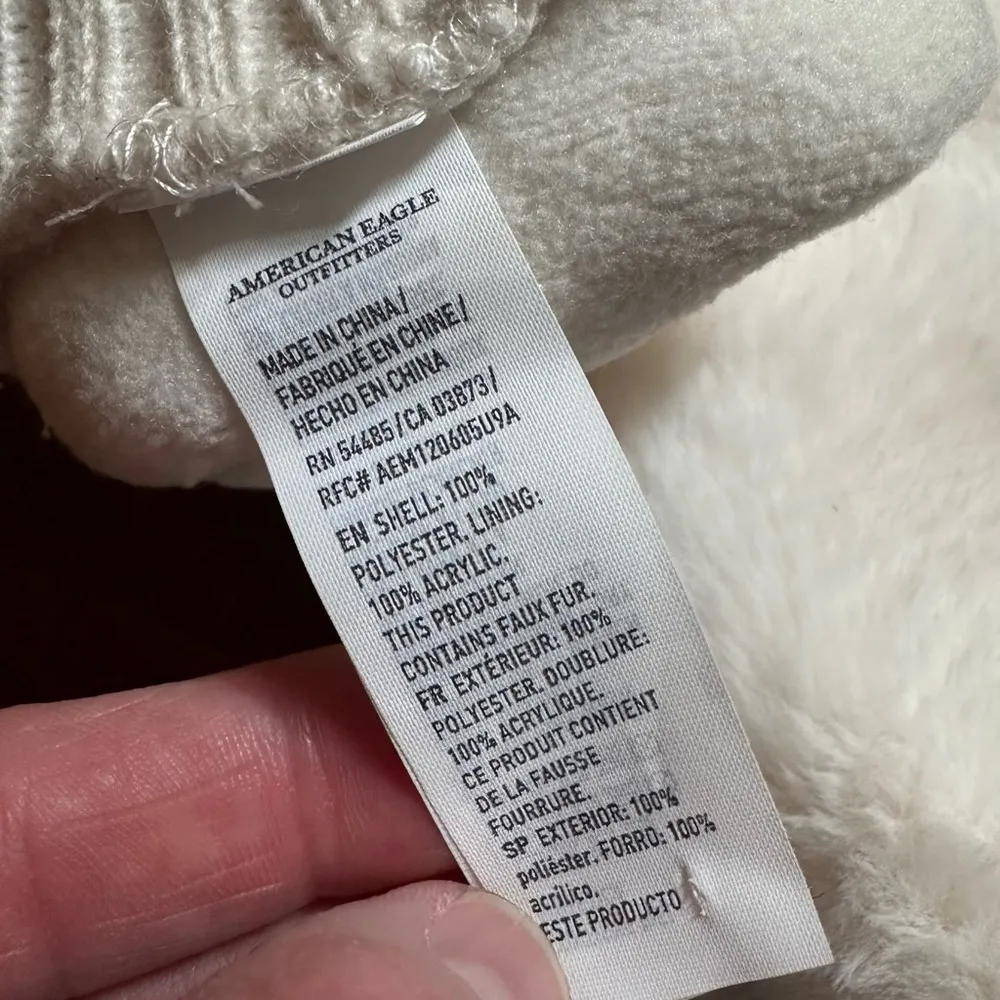 AMERICAN EAGLE
OUTFITTERS
MADE IN CHINA/
FABRIQUE EN CHINE/
HECHO EN CHINA
RN 54485/CA 03873/
RFC# AEM120605U9A
EN SHELL: 100%
POLYESTER. LINING:
100% ACRYLIC.
THIS PRODUCT
CONTAINS FAUX FUR.
FR EXTÉRIEUR: 100%
POLYESTER. DOUBLURE:
100% ACRYLIQUE.
CE PRODUIT CONTIENT
DE LA FAUSSE
FOURRURE.
SP EXTERIOR: 100%
poliéster. FORRO: 100%
acrílico.
ESTE PRODUCTO